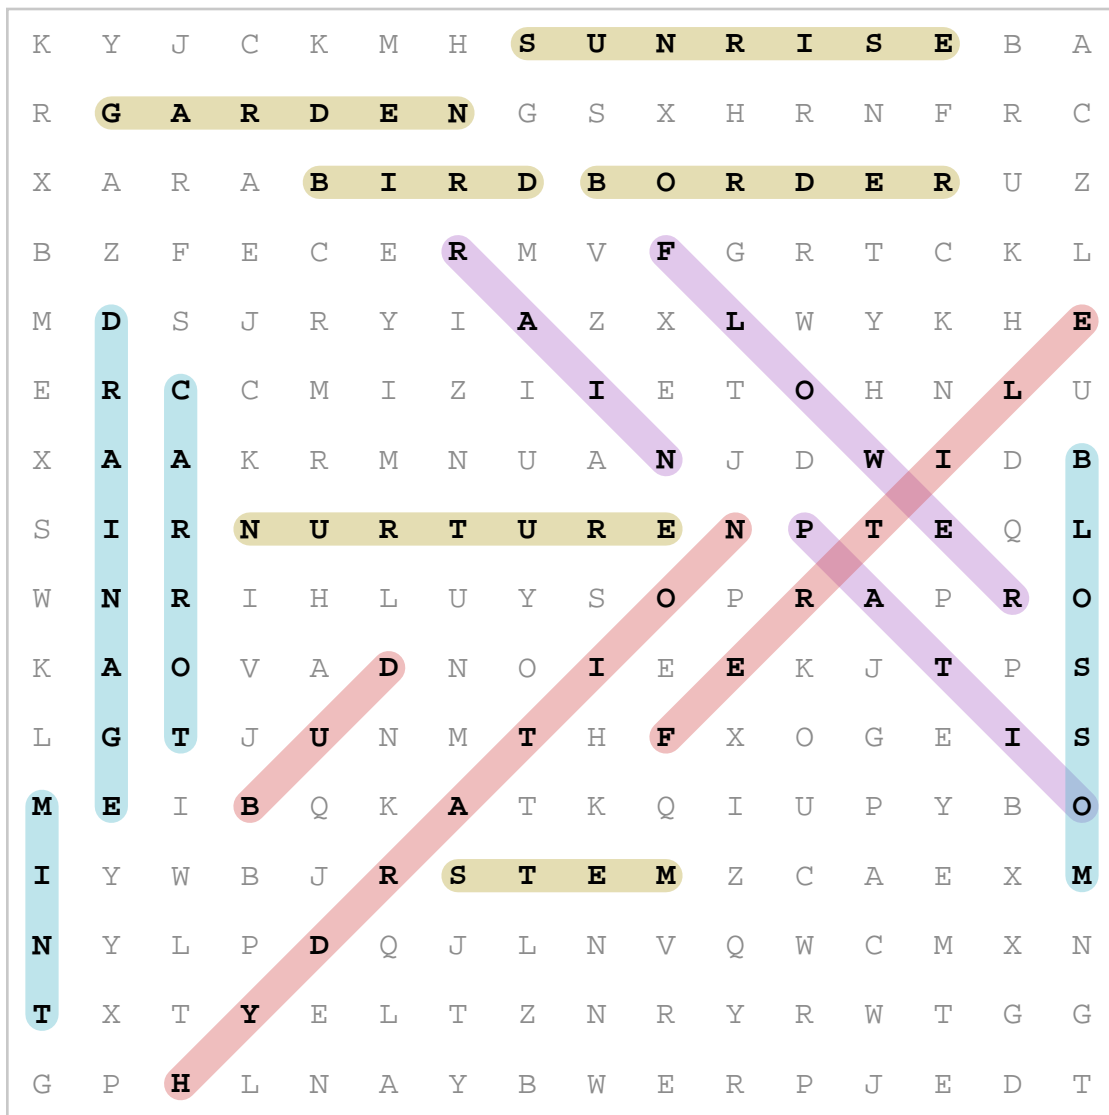 K Y J C K M H S U N R I S E B A
R G A R D E N G S X H R N F R C
X A R A B I R D B O R D E R U Z
B Z F E C E R M V F G R T C K L
M D S J R Y I A Z X L W Y K H E
E R C C M I Z I I E T O H N L U
X A A K R M N U A N J D W I D B
S I R N U R T U R E N P T E Q L
W N R I H L U Y S O P R A P R O
K A O V A D N O I E E K J T P S
L G T J U N M T H F X O G E I S
M E I B Q K A T K Q I U P Y B O
I Y W B J R S T E M Z C A E X M
N Y L P D Q J L N V Q W C M X N
T X T Y E L T Z N R Y R W T G G
G P H L N A Y B W E R P J E D T